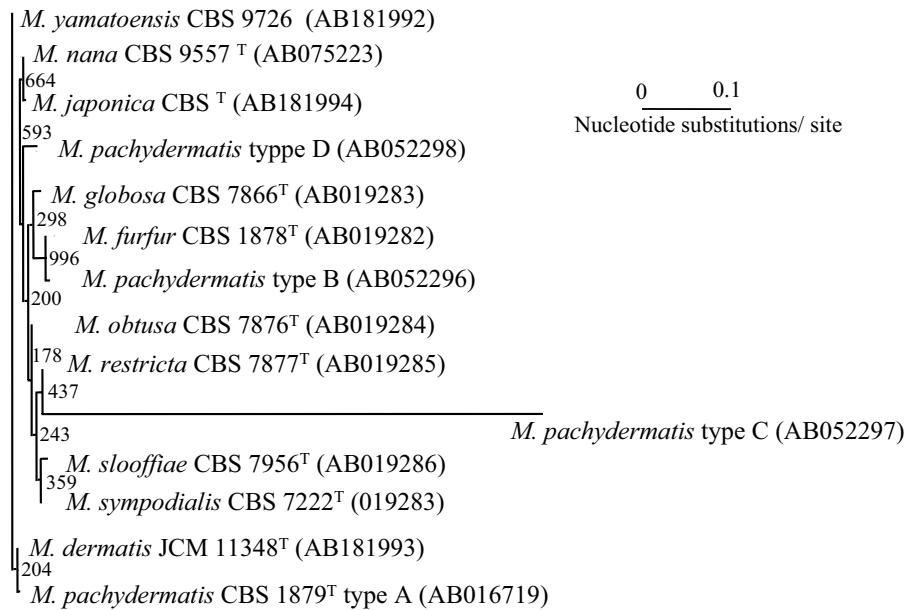 M. yamatoensis CBS 9726 (AB181992)
M. nana CBS 9557 T (AB075223)
664
M. japonica CBS T (AB181994)
0 0.1
Nucleotide substitutions/ site
593
M. pachydermatis typpe D (AB052298)
M. globosa CBS 7866T (AB019283)
298
M. furfur CBS 1878T (AB019282)
996
M. pachydermatis type B (AB052296)
200
M. obtusa CBS 7876T (AB019284)
178
M. restricta CBS 7877T (AB019285)
437
M. pachydermatis type C (AB052297)
243
M. slooffiae CBS 7956T (AB019286)
359
M. sympodialis CBS 7222T (019283)
M. dermatis JCM 11348T (AB181993)
204
M. pachydermatis CBS 1879T type A (AB016719)